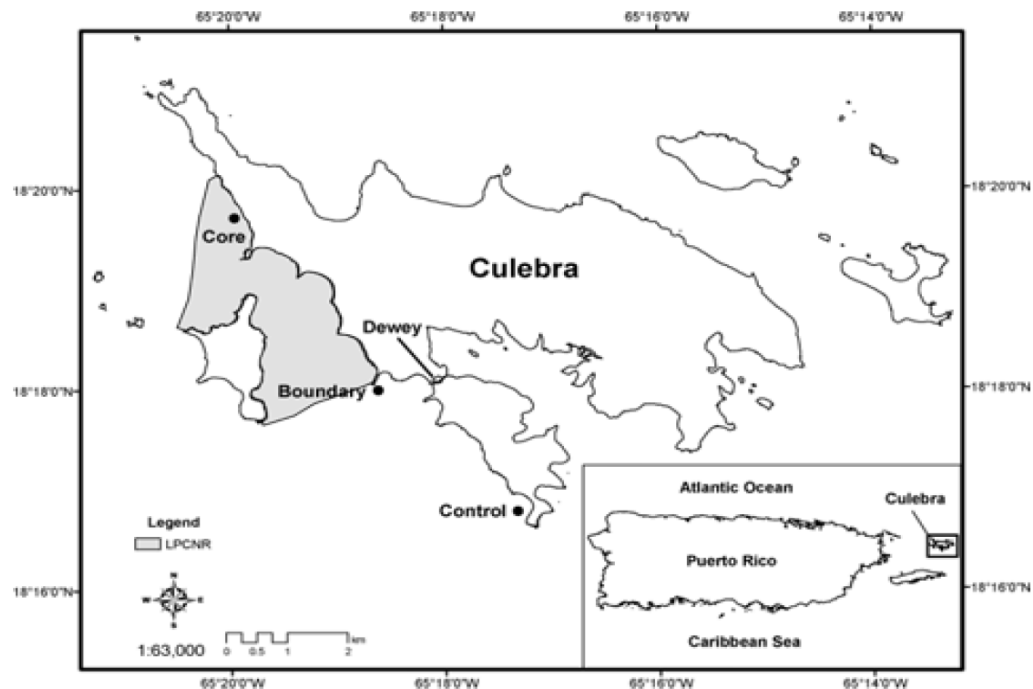 65°20'0"W 65°18'0"W 65°16'0"W 65°14'0"W
18°20'0"N 18°20'0"N
Core
Culebra
Dewey
Boundary
18°18'0"N 18°18'0"N
Control
Legend
LPCNR
N
W E
S
1:63,000
0 0.5 1 2 km
Atlantic Ocean
Culebra
Puerto Rico
Caribbean Sea
18°16'0"N 18°16'0"N
65°20'0"W 65°18'0"W 65°16'0"W 65°14'0"W